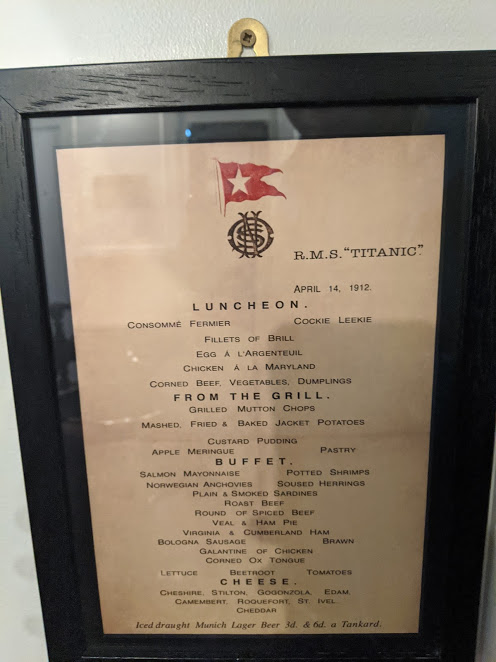 R.M.S. "TITANIC".
APRIL 14, 1912.
LUNCHEON.
CONSOMMÉ FERMIER COCKIE LEEKIE
FILLETS OF BRILL
EGG Á L'ARGENTEUIL
CHICKEN Á LA MARYLAND
CORNED BEEF, VEGETABLES, DUMPLINGS
FROM THE GRILL.
GRILLED MUTTON CHOPS
MASHED, FRIED & BAKED JACKET POTATOES
CUSTARD PUDDING
APPLE MERINGUE PASTRY
BUFFET.
SALMON MAYONNAISE POTTED SHRIMPS
NORWEGIAN ANCHOVIES SOUSED HERRINGS
PLAIN & SMOKED SARDINES
ROAST BEEF
ROUND OF SPICED BEEF
VEAL & HAM PIE
VIRGINIA & CUMBERLAND HAM
BOLOGNA SAUSAGE BRAWN
GALANTINE OF CHICKEN
CORNED OX TONGUE
LETTUCE BEETROOT TOMATOES
CHEESE.
CHESHIRE, STILTON, GOGONZOLA, EDAM,
CAMEMBERT, ROQUEFORT, ST. IVEL.
CHEDDAR
Iced draught Munich Lager Beer 3d. & 6d. a Tankard.